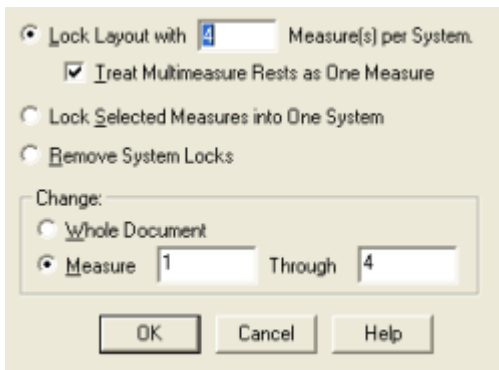 Lock Layout with 4 Measure(s) per System.
Treat Multimeasure Rests as One Measure
Lock Selected Measures into One System
Remove System Locks
Change:
Whole Document
Measure 1 Through 4
OK Cancel Help